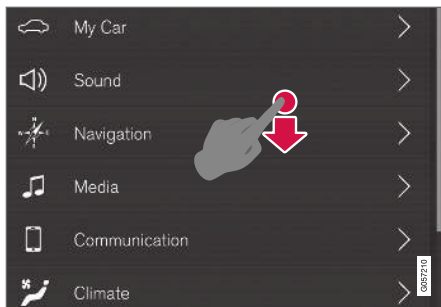 My Car
Sound
Navigation
Media
Communication
Climate
G057210